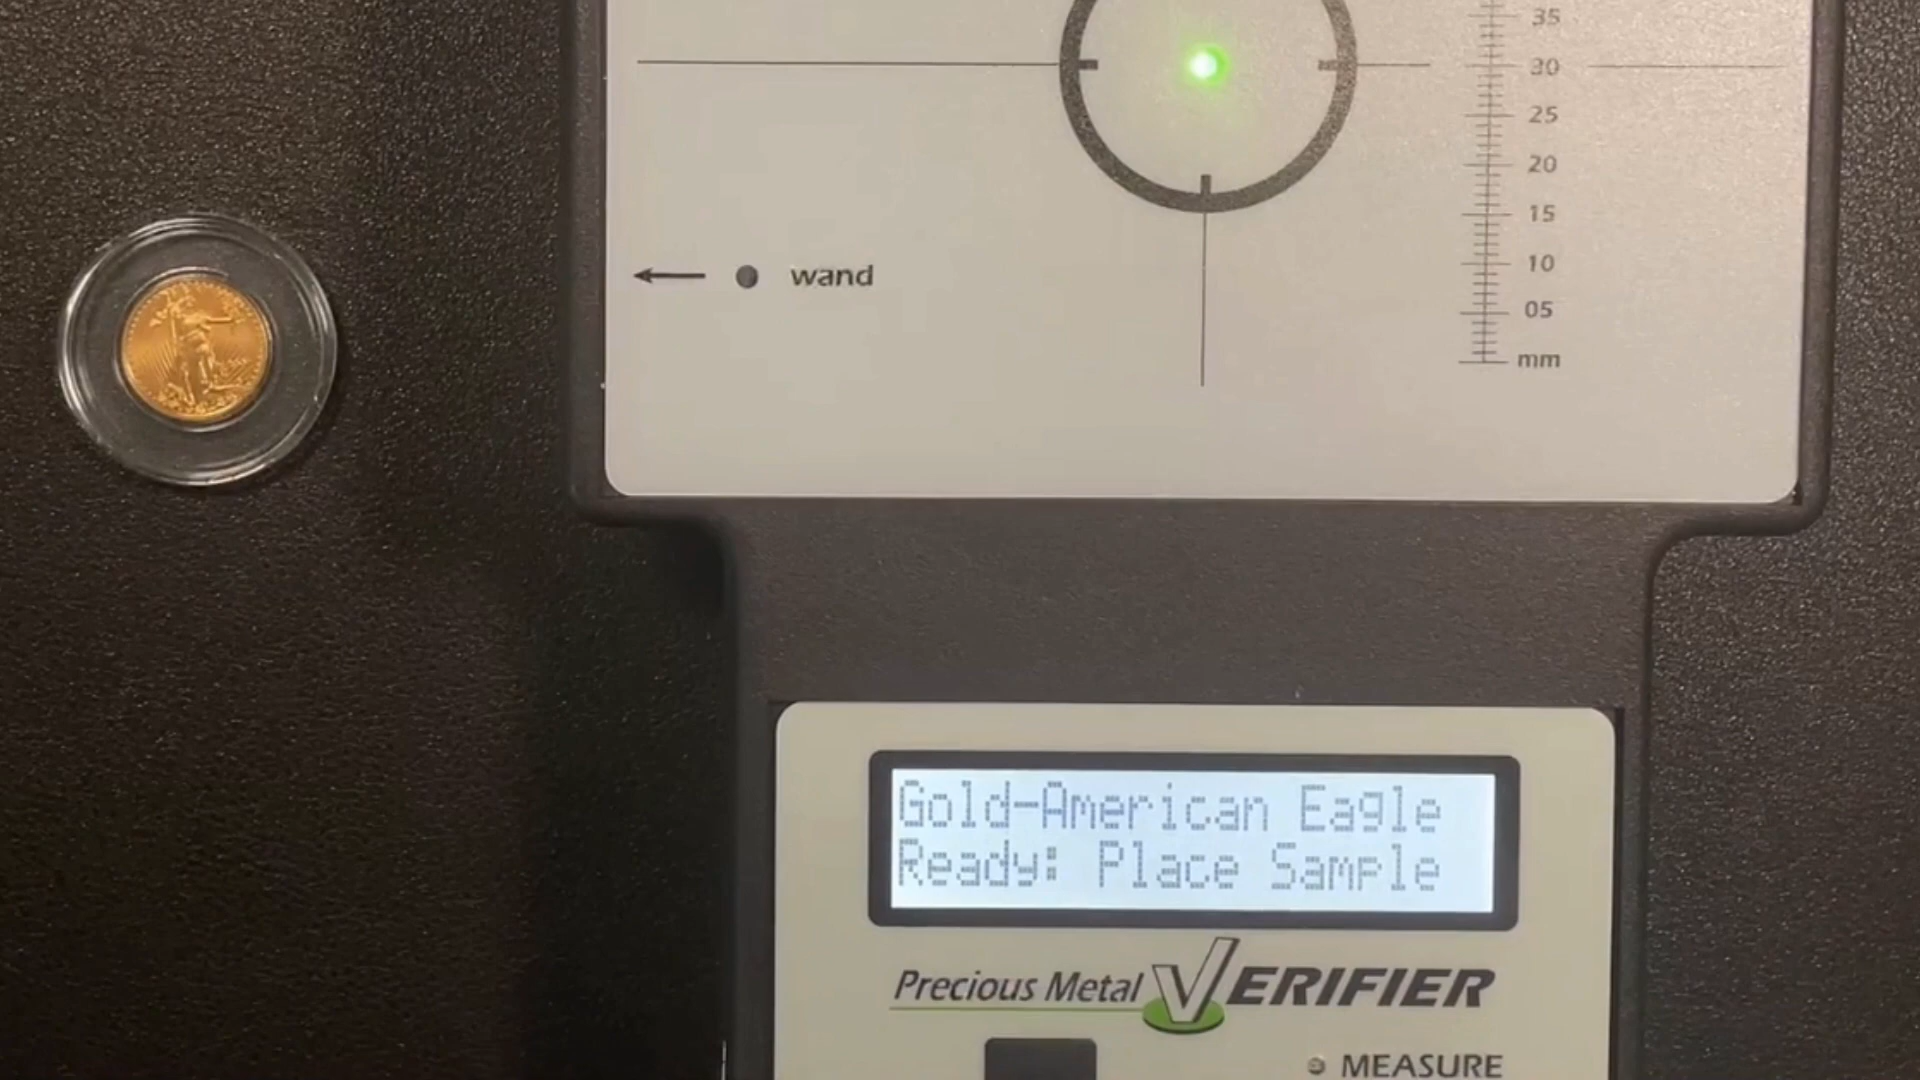 35
30
25
20
15
10
05
mm
wand
Gold-American Eagle
Ready: Place Sample
Precious Metal VERIFIER
MEASURE